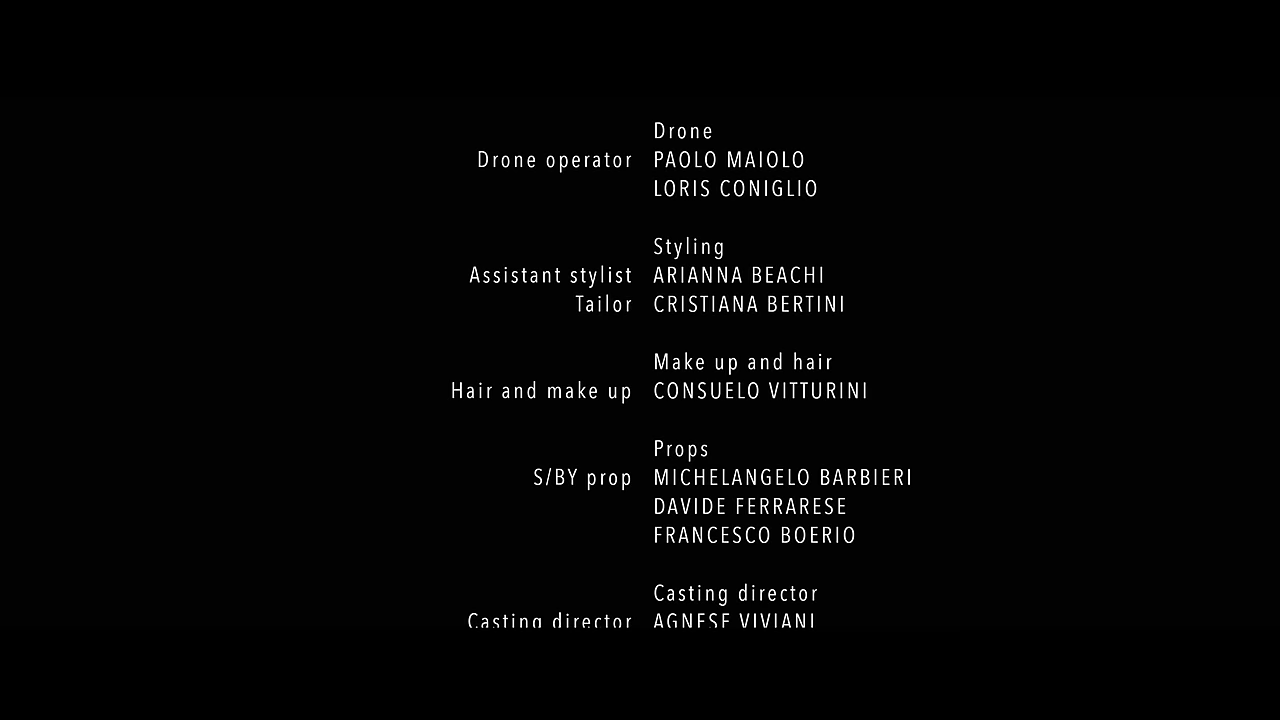 Drone
Drone operator PAOLO MAIOLO
LORIS CONIGLIO
Styling
Assistant stylist ARIANNA BEACHI
Tailor CRISTIANA BERTINI
Make up and hair
Hair and make up CONSUELO VITTURINI
Props
S/BY prop MICHELANGELO BARBIERI
DAVIDE FERRARESE
FRANCESCO BOERIO
Casting director
Casting director AGNESE VIVIANI